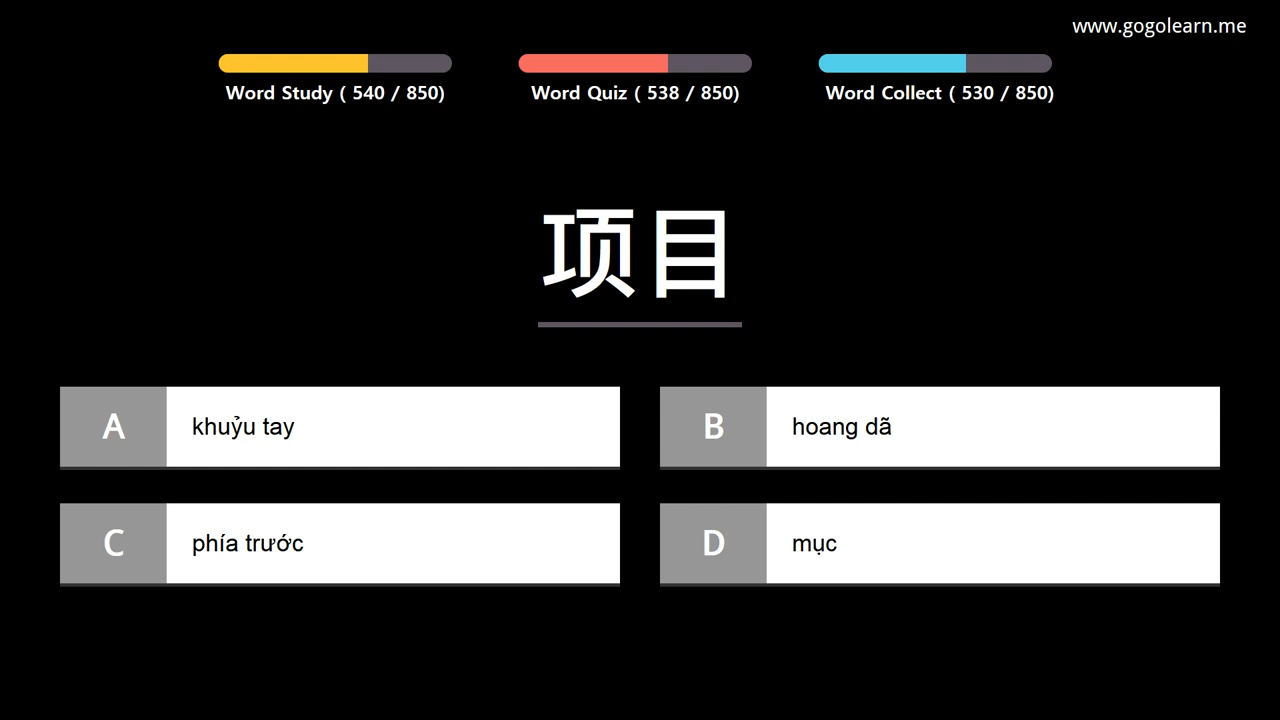 www.gogolearn.me
Word Study ( 540 / 850)
Word Quiz ( 538 / 850)
Word Collect ( 530 / 850)
项目
A khuỷu tay
B hoang dã
C phía trước
D mục